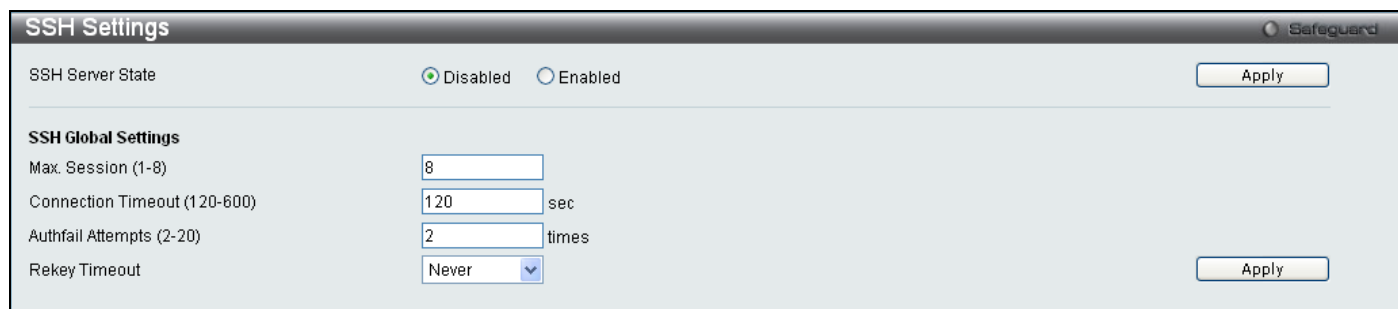 SSH Settings
Safeguard
SSH Server State
Disabled
Enabled
Apply
SSH Global Settings
Max. Session (1-8)
8
Connection Timeout (120-600)
120
sec
Authfail Attempts (2-20)
2
times
Rekey Timeout
Never
Apply